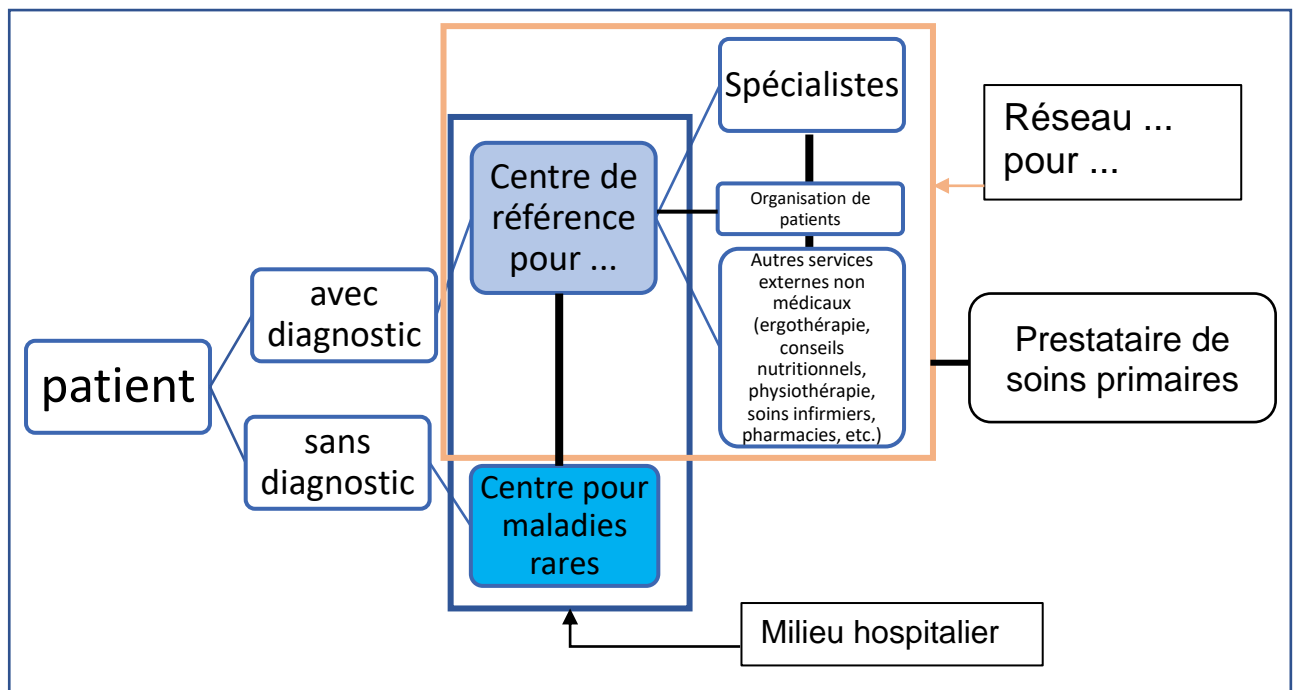 patient
avec
diagnostic
sans
diagnostic
Centre de
référence
pour ...
Centre pour
maladies
rares
Spécialistes
Organisation de
patients
Autres services
externes non
médicaux
(ergothérapie,
conseils
nutritionnels,
physiothérapie,
soins infirmiers,
pharmacies, etc.)
Réseau ...
pour ...
Prestataire de
soins primaires
Milieu hospitalier